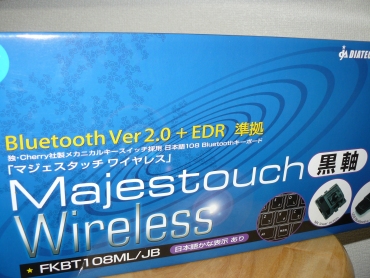 DIATEC
Bluetooth Ver 2.0 + EDR 準拠
独・Cherry社製メカニカルキースイッチ採用 日本語108 Bluetoothキーボード
「マジェスタッチ ワイヤレス」
Majestouch 黒軸
Wireless
★ FKBT108ML/JB 日本語かな表示 あり